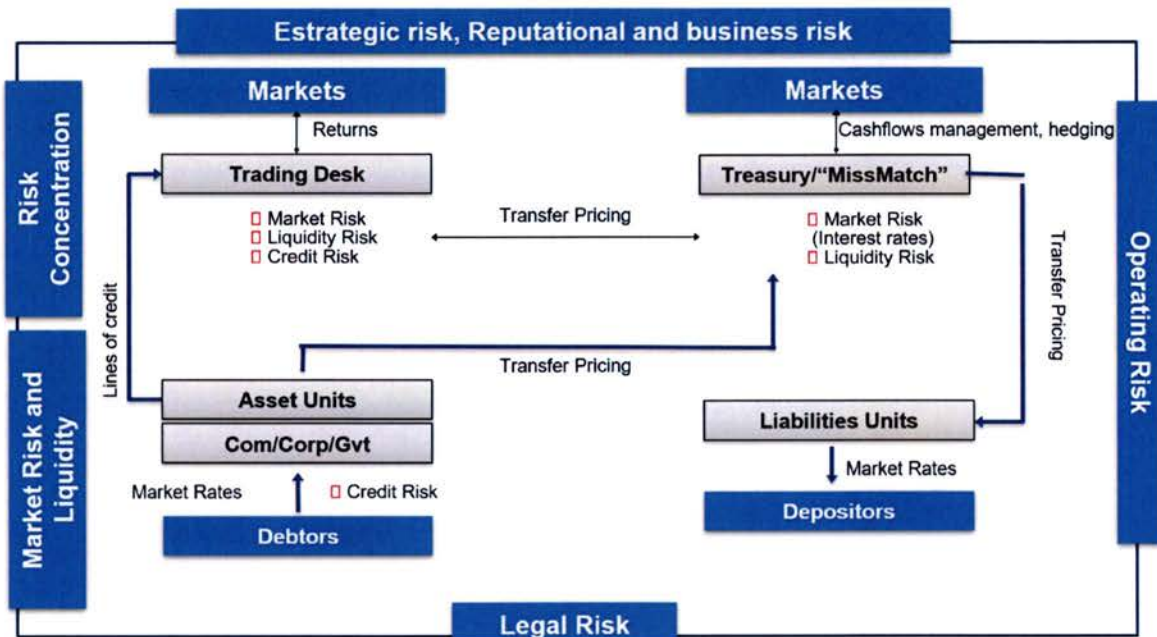 Estrategic risk, Reputational and business risk
Markets
Markets
Returns
Cashflows management, hedging
Trading Desk
Treasury/“MissMatch”
Risk
Concentration
Market Risk
Liquidity Risk
Credit Risk
Transfer Pricing
Market Risk
(Interest rates)
Liquidity Risk
Transfer Pricing
Operating Risk
Lines of credit
Transfer Pricing
Market Risk and
Liquidity
Asset Units
Com/Corp/Gvt
Liabilities Units
Market Rates
Credit Risk
Market Rates
Debtors
Depositors
Legal Risk